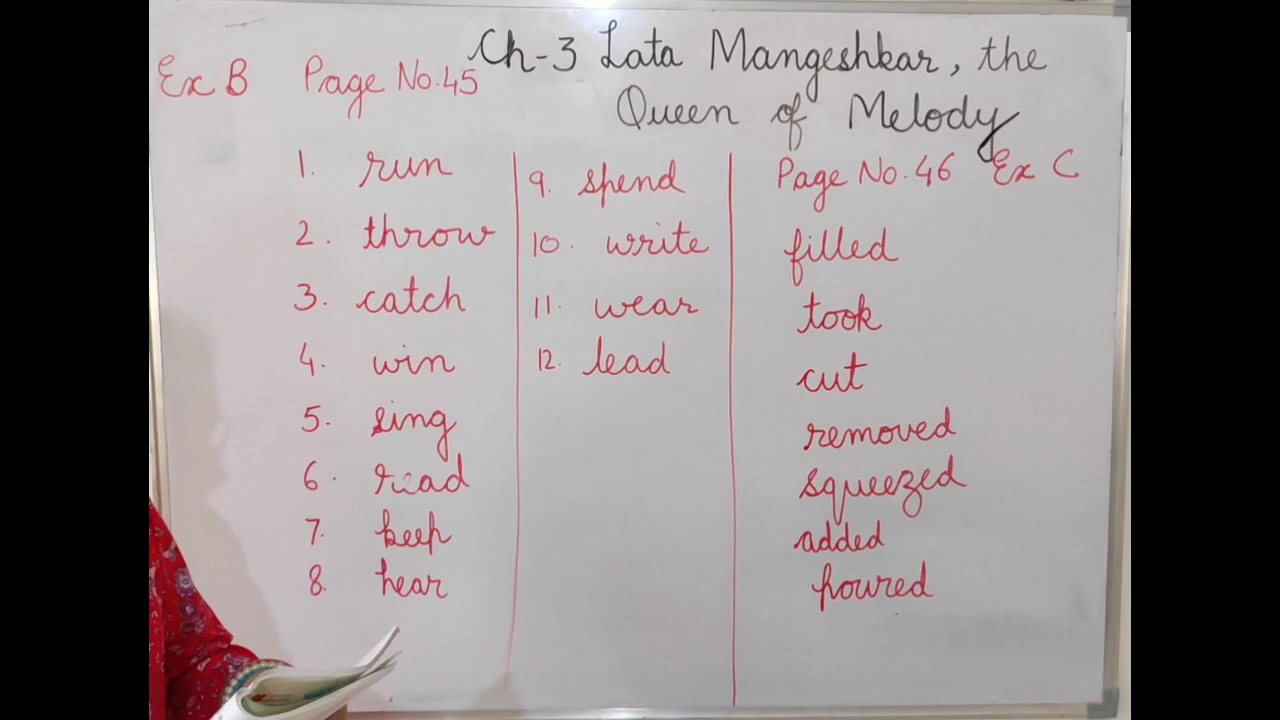 Ch-3 Lata Mangeshkar, the
Queen of Melody
Ex B Page No.45
1. run
2. throw
3. catch
4. win
5. sing
6. read
7. keep
8. hear
9. spend
10. write
11. wear
12. lead
Page No.46 Ex C
filled
took
cut
removed
squeezed
added
poured